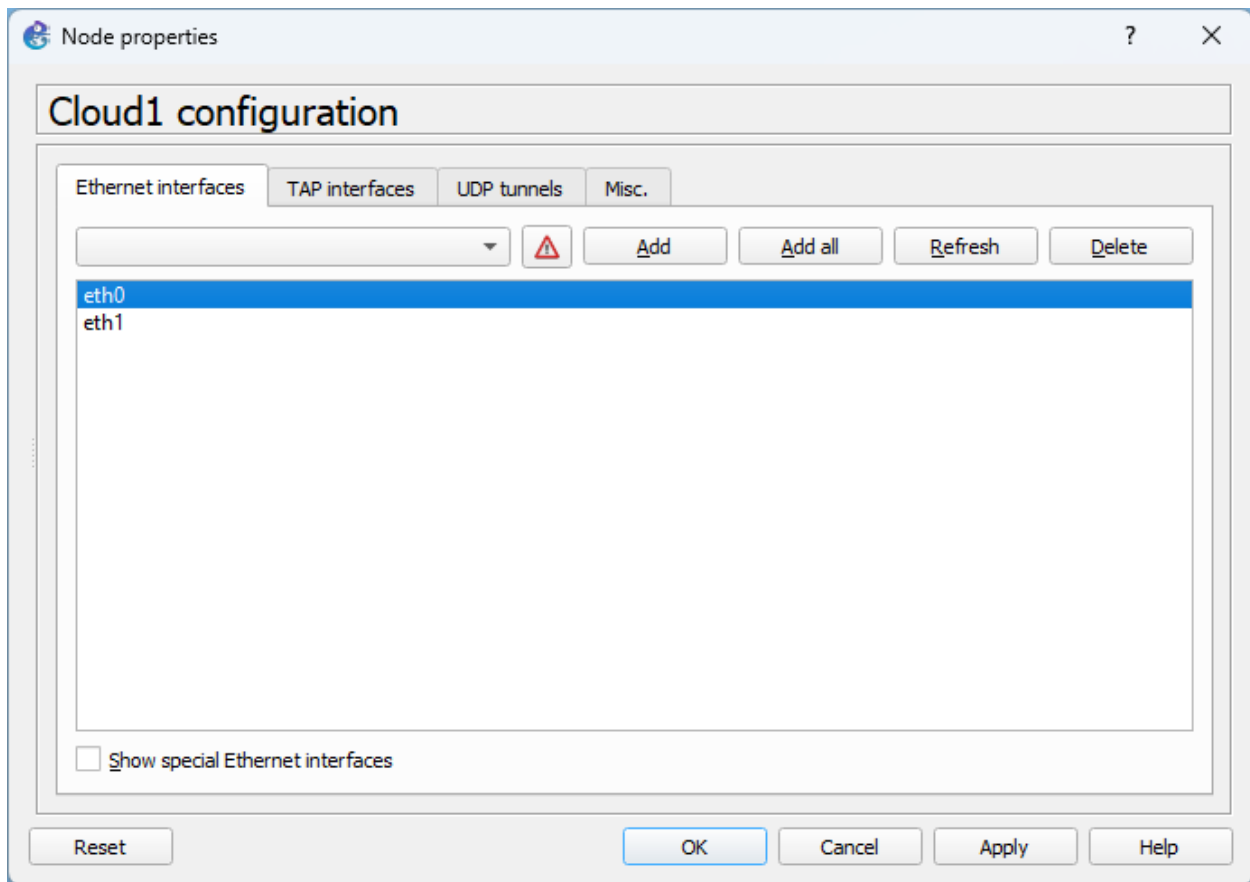 Node properties
?
Cloud1 configuration
Ethernet interfaces TAP interfaces UDP tunnels Misc.
Add Add all Refresh Delete
eth0
eth1
Show special Ethernet interfaces
Reset OK Cancel Apply Help